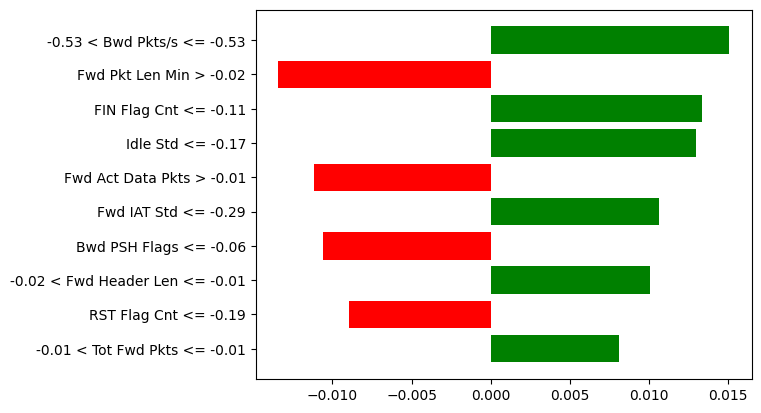 -0.53 < Bwd Pkts/s <= -0.53
Fwd Pkt Len Min > -0.02
FIN Flag Cnt <= -0.11
Idle Std <= -0.17
Fwd Act Data Pkts > -0.01
Fwd IAT Std <= -0.29
Bwd PSH Flags <= -0.06
-0.02 < Fwd Header Len <= -0.01
RST Flag Cnt <= -0.19
-0.01 < Tot Fwd Pkts <= -0.01
−0.010 −0.005 0.000 0.005 0.010 0.015